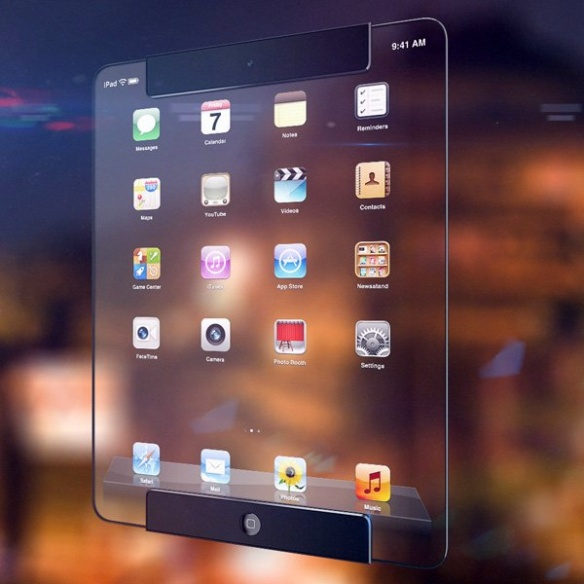 iPad
9:41 AM
Friday
7
Messages
Calendar
Notes
Reminders
Maps
YouTube
Videos
Contacts
Game Center
iTunes
App Store
Newsstand
FaceTime
Camera
Photo Booth
Settings
Safari
Mail
Photos
Music